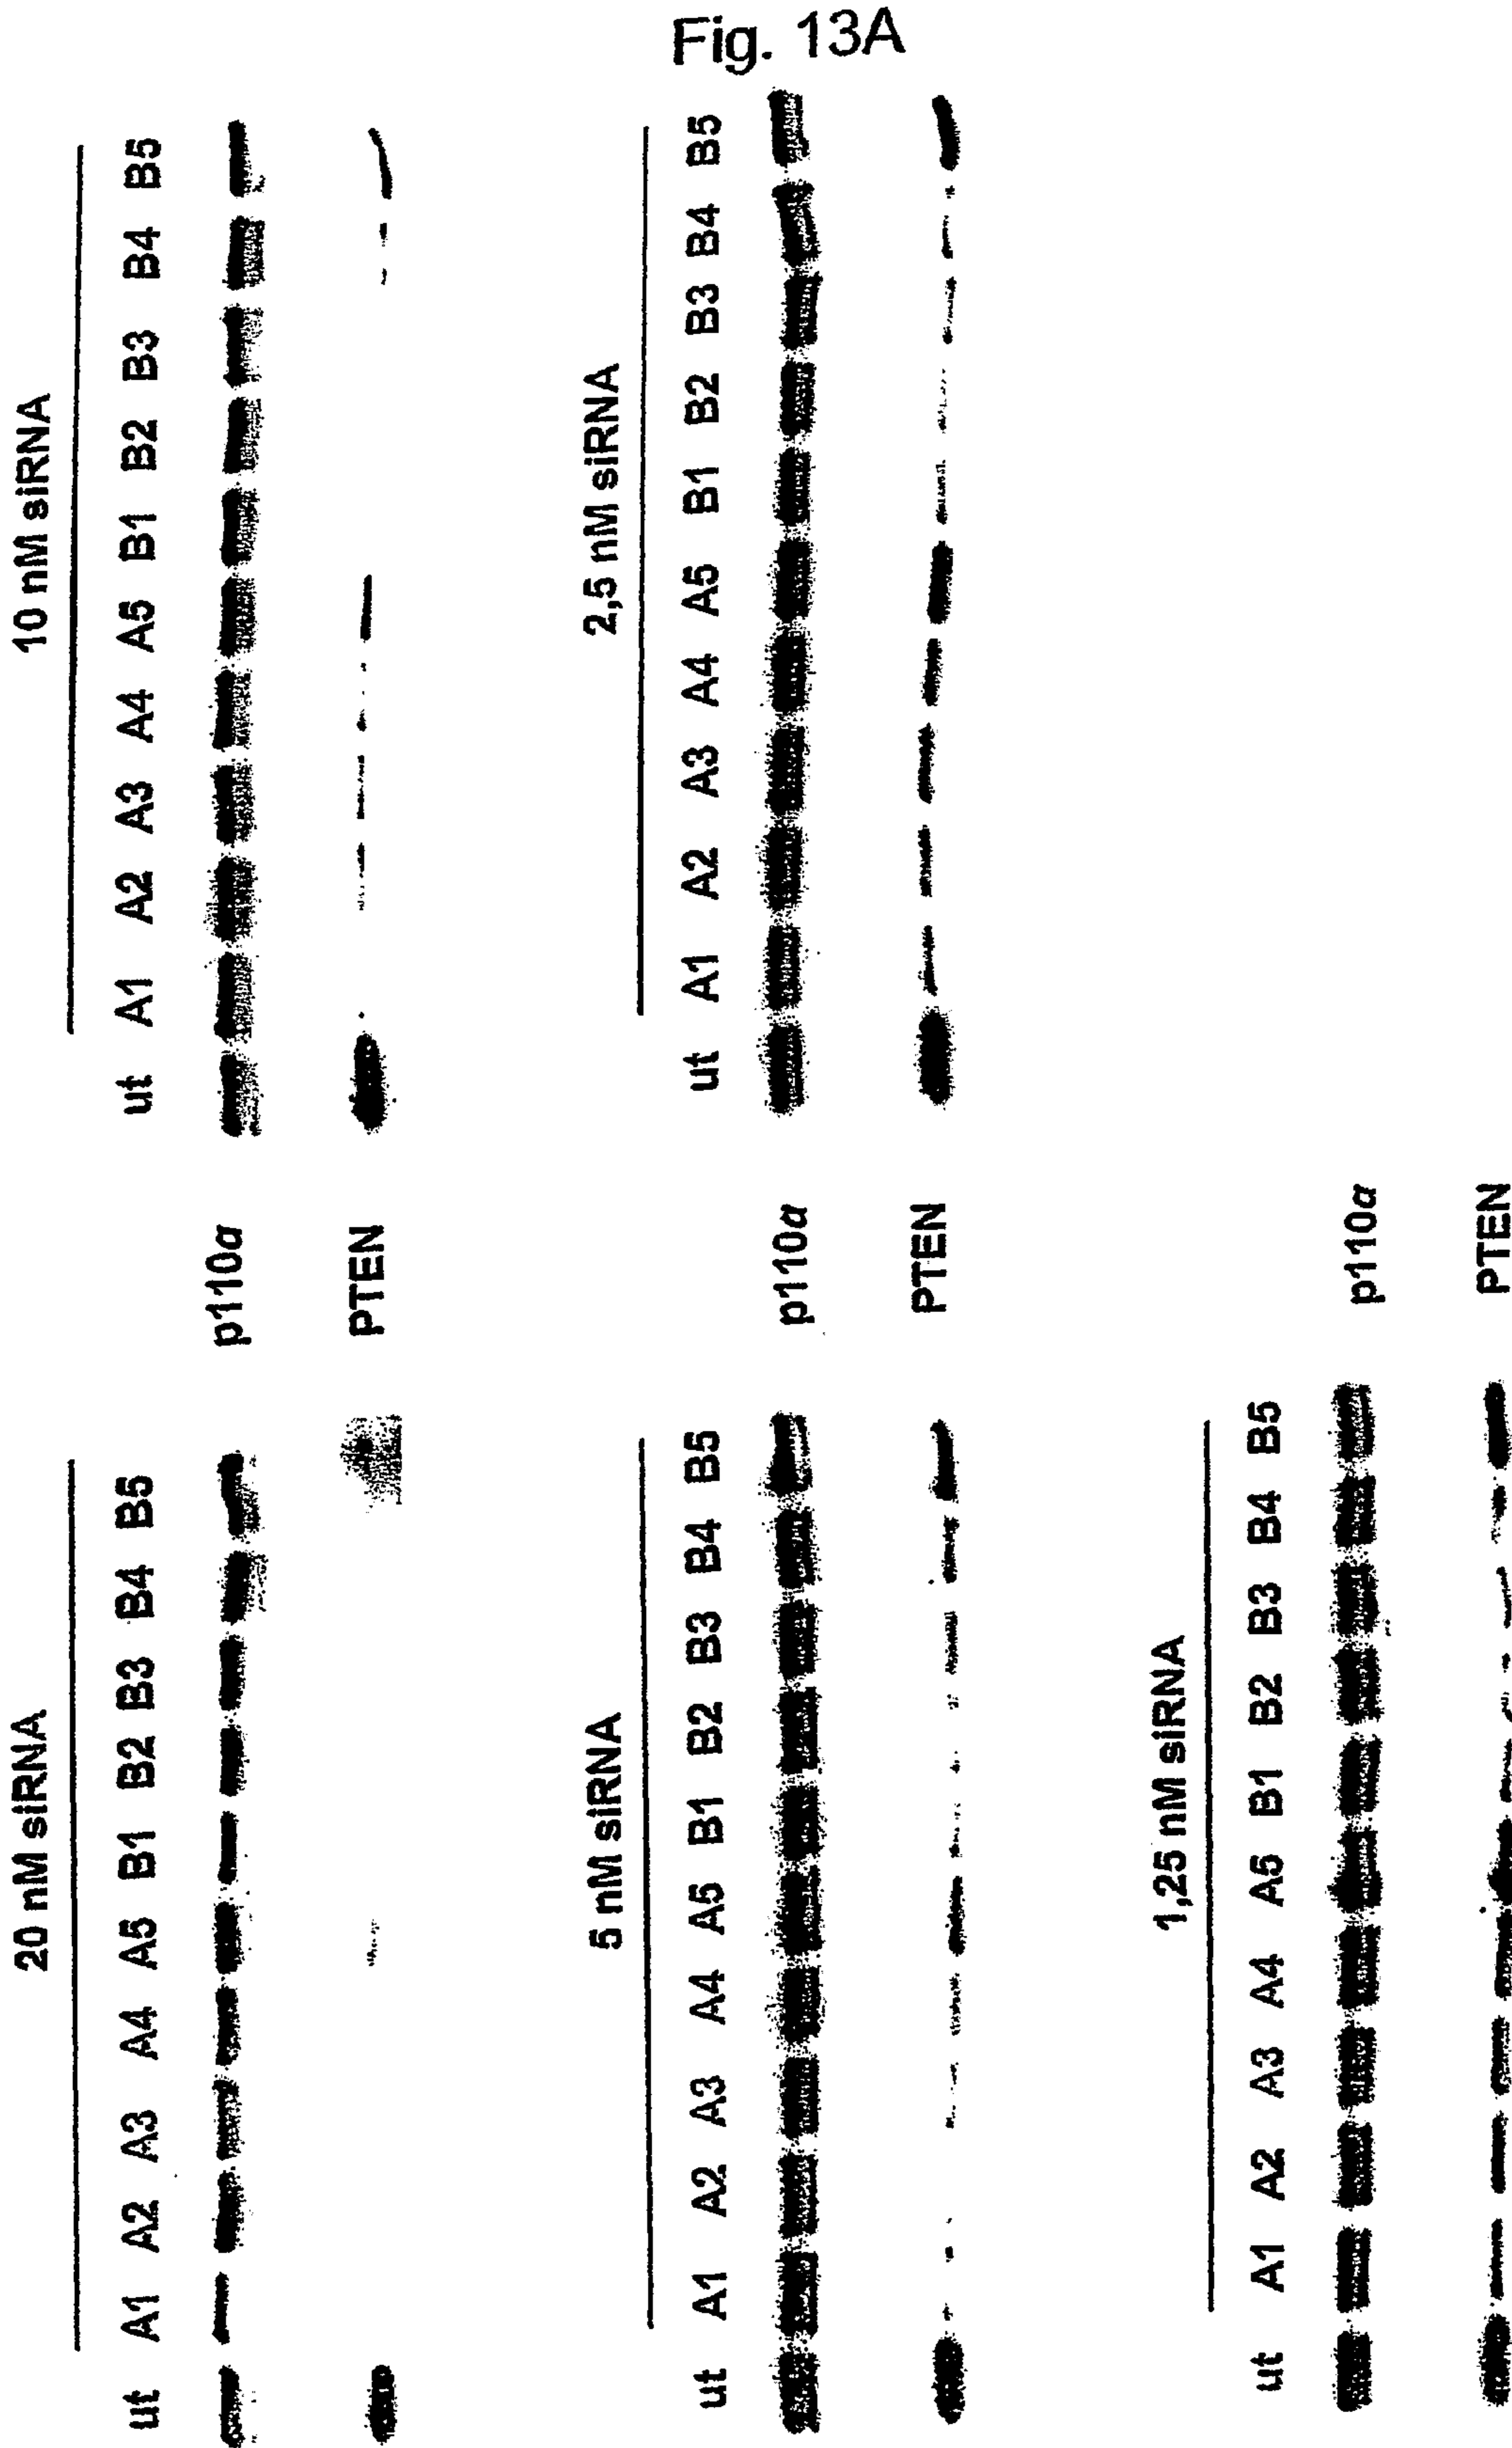 Fig. 13A
20 nM siRNA
ut A1 A2 A3 A4 A5 B1 B2 B3 B4 B5
p110α
PTEN
10 nM siRNA
ut A1 A2 A3 A4 A5 B1 B2 B3 B4 B5
5 nM siRNA
ut A1 A2 A3 A4 A5 B1 B2 B3 B4 B5
p110α
PTEN
2,5 nM siRNA
ut A1 A2 A3 A4 A5 B1 B2 B3 B4 B5
1,25 nM siRNA
ut A1 A2 A3 A4 A5 B1 B2 B3 B4 B5
p110α
PTEN